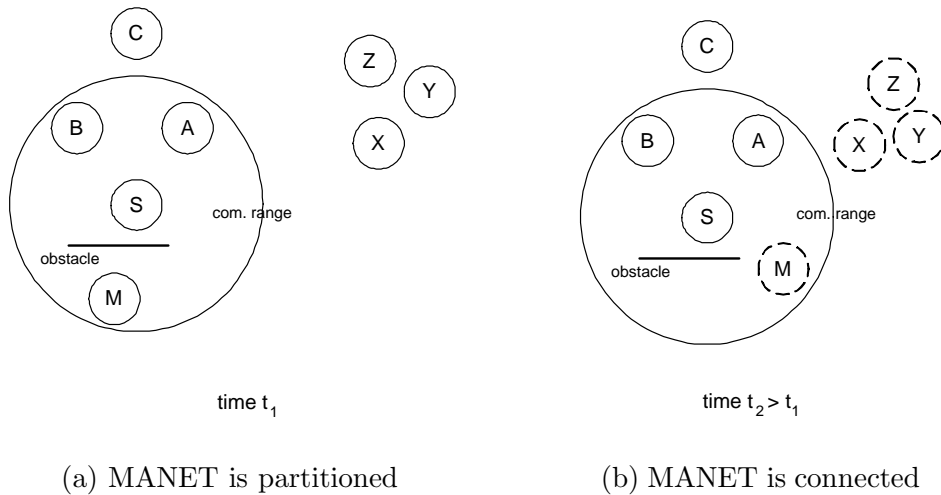 C
Z
Y
B
A
X
S
com. range
obstacle
M
time t1
(a) MANET is partitioned
C
Z
B
A
X
Y
S
com. range
obstacle
M
time t2 > t1
(b) MANET is connected